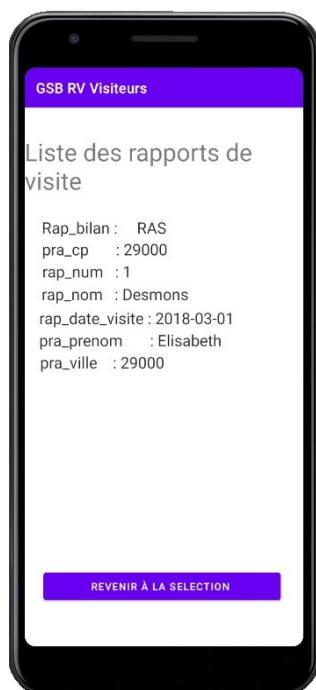 GSB RV Visiteurs
Liste des rapports de
visite
Rap_bilan : RAS
pra_cp : 29000
rap_num : 1
rap_nom : Desmons
rap_date_visite : 2018-03-01
pra_prenom : Elisabeth
pra_ville : 29000
REVENIR À LA SELECTION